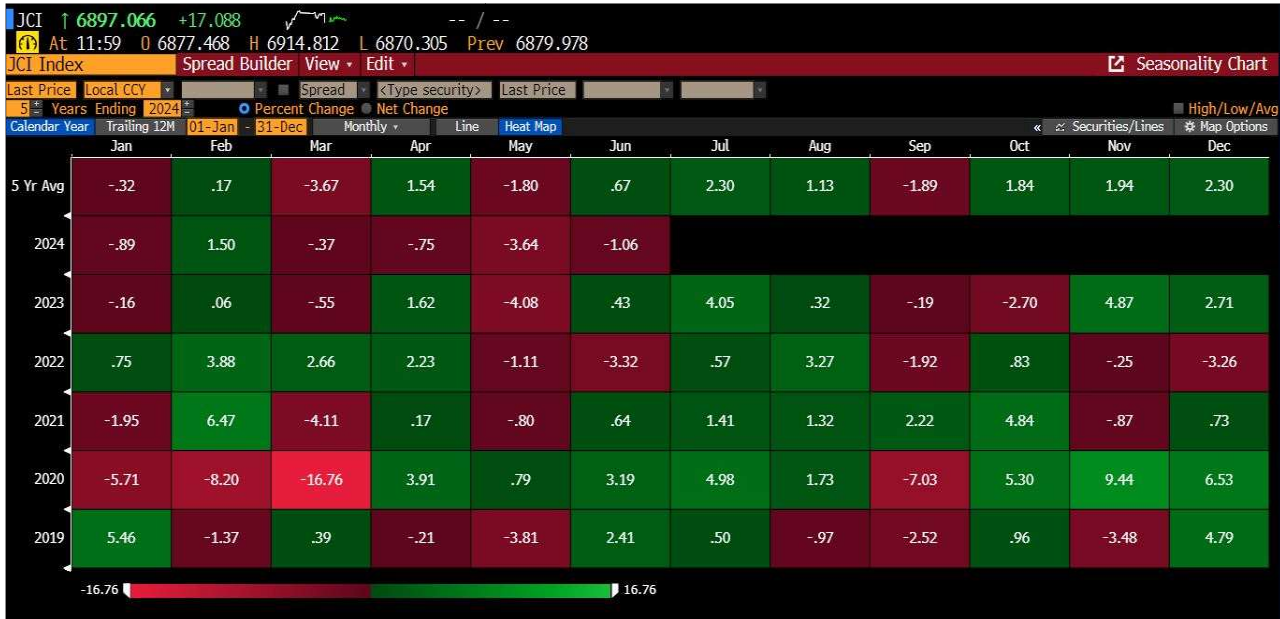 JCI ↑ 6897.066 +17.088 -- / --
At 11:59 O 6877.468 H 6914.812 L 6870.305 Prev 6879.978
JCI Index Spread Builder View Edit Seasonality Chart
Last Price Local CCY Spread <Type security> Last Price
5 Years Ending 2024 Percent Change Net Change High/Low/Avg
Calendar Year Trailing 12M 01-Jan - 31-Dec Monthly Line Heat Map « Securities/Lines Map Options
Jan Feb Mar Apr May Jun Jul Aug Sep Oct Nov Dec
5 Yr Avg -.32 .17 -3.67 1.54 -1.80 .67 2.30 1.13 -1.89 1.84 1.94 2.30
2024 -.89 1.50 -.37 -.75 -3.64 -1.06
2023 -.16 .06 -.55 1.62 -4.08 .43 4.05 .32 -.19 -2.70 4.87 2.71
2022 .75 3.88 2.66 2.23 -1.11 -3.32 .57 3.27 -1.92 .83 -.25 -3.26
2021 -1.95 6.47 -4.11 .17 -.80 .64 1.41 1.32 2.22 4.84 -.87 .73
2020 -5.71 -8.20 -16.76 3.91 .79 3.19 4.98 1.73 -7.03 5.30 9.44 6.53
2019 5.46 -1.37 .39 -.21 -3.81 2.41 .50 -.97 -2.52 .96 -3.48 4.79
-16.76 16.76